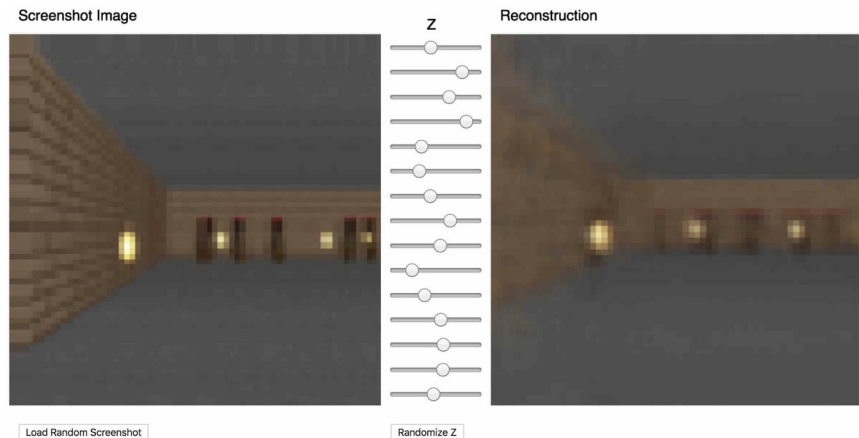 Screenshot Image
Z
Reconstruction
Load Random Screenshot
Randomize Z